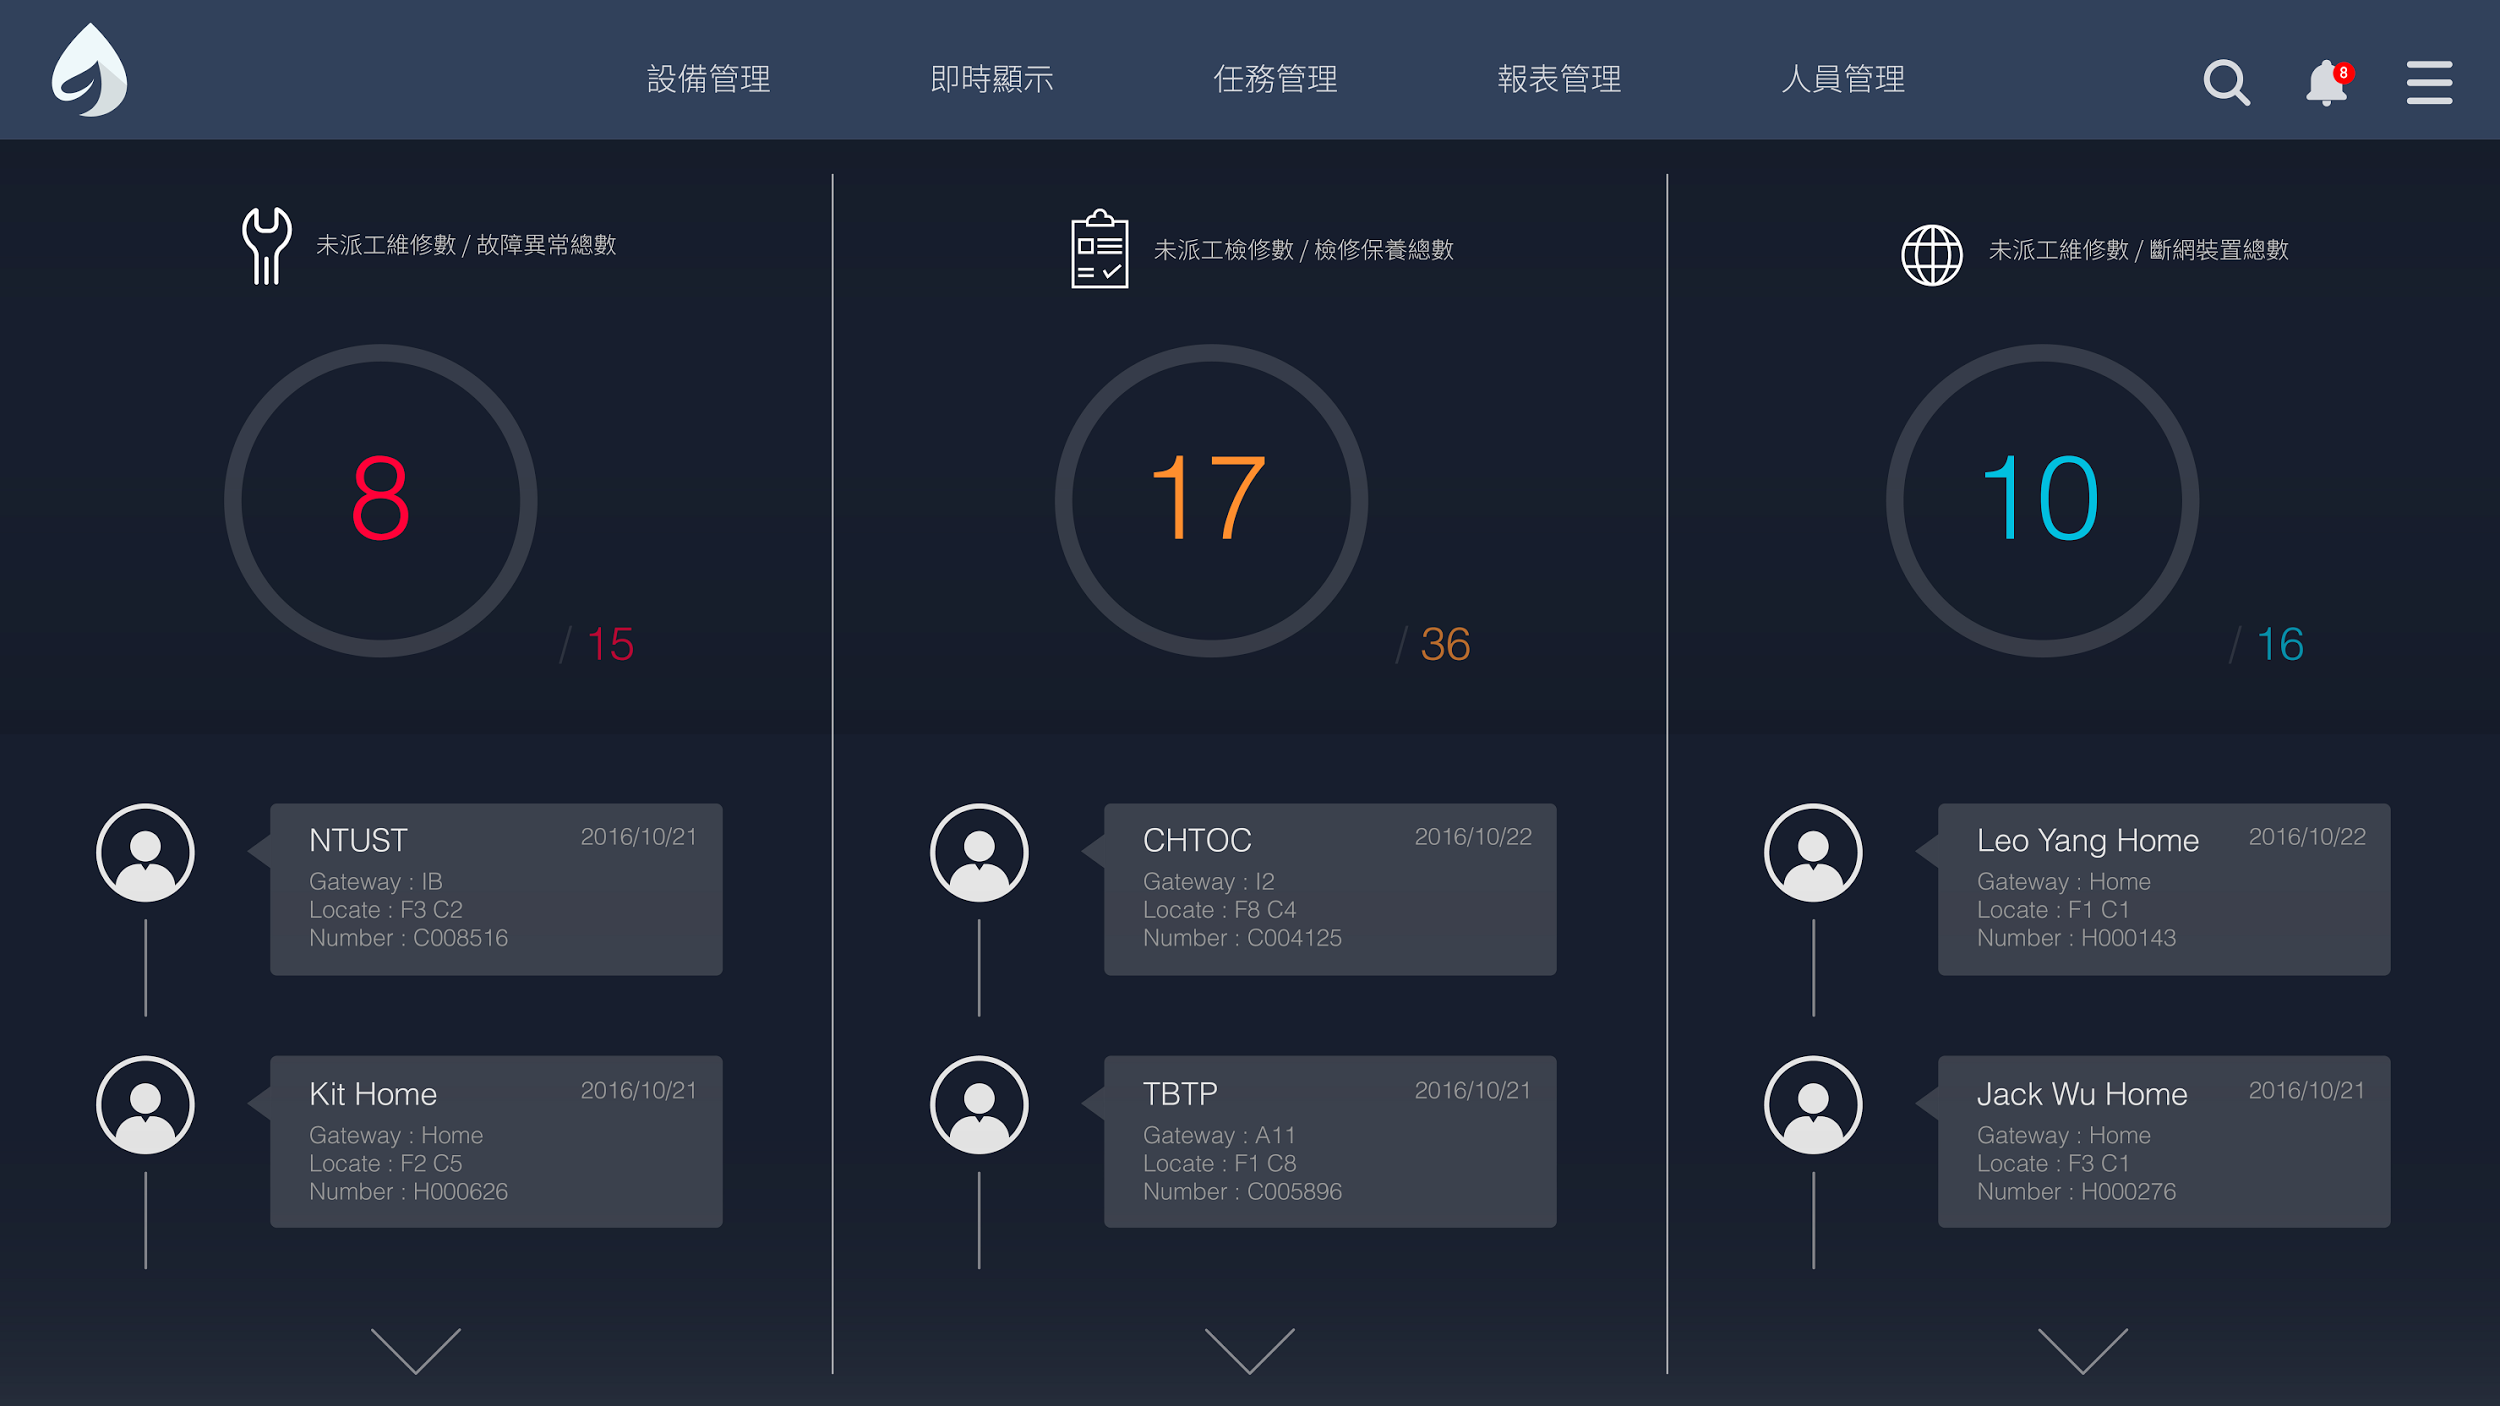 設備管理
即時顯示
任務管理
報表管理
人員管理
8
未派工維修數 / 故障異常總數
8
/ 15
NTUST 2016/10/21
Gateway : IB
Locate : F3 C2
Number : C008516
Kit Home 2016/10/21
Gateway : Home
Locate : F2 C5
Number : H000626
未派工檢修數 / 檢修保養總數
17
/ 36
CHTOC 2016/10/22
Gateway : I2
Locate : F8 C4
Number : C004125
TBTP 2016/10/21
Gateway : A11
Locate : F1 C8
Number : C005896
未派工維修數 / 斷網裝置總數
10
/ 16
Leo Yang Home 2016/10/22
Gateway : Home
Locate : F1 C1
Number : H000143
Jack Wu Home 2016/10/21
Gateway : Home
Locate : F3 C1
Number : H000276